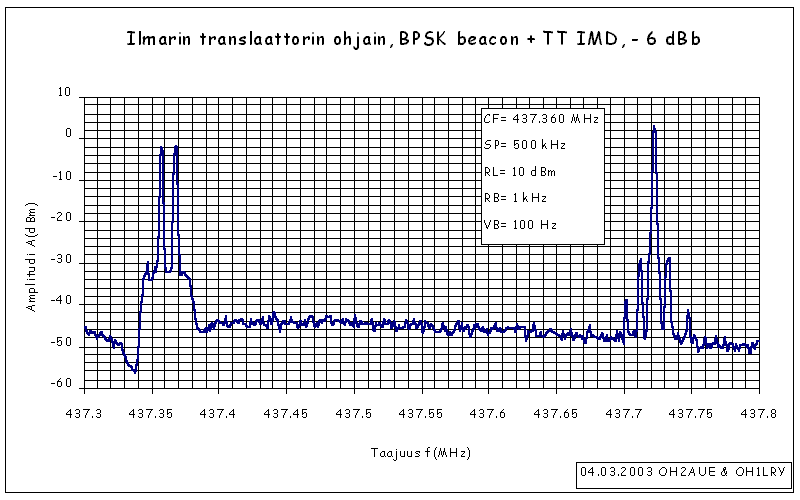 Ilmarin translaattorin ohjain, BPSK beacon + TT IMD, - 6 dBb
10
0
-10
-20
-30
-40
-50
-60
Amplitudi A(dBm)
CF= 437.360 MHz
SP= 500 kHz
RL= 10 dBm
RB= 1 kHz
VB= 100 Hz
437.3 437.35 437.4 437.45 437.5 437.55 437.6 437.65 437.7 437.75 437.8
Taajuus f(MHz)
04.03.2003 OH2AUE & OH1LRY